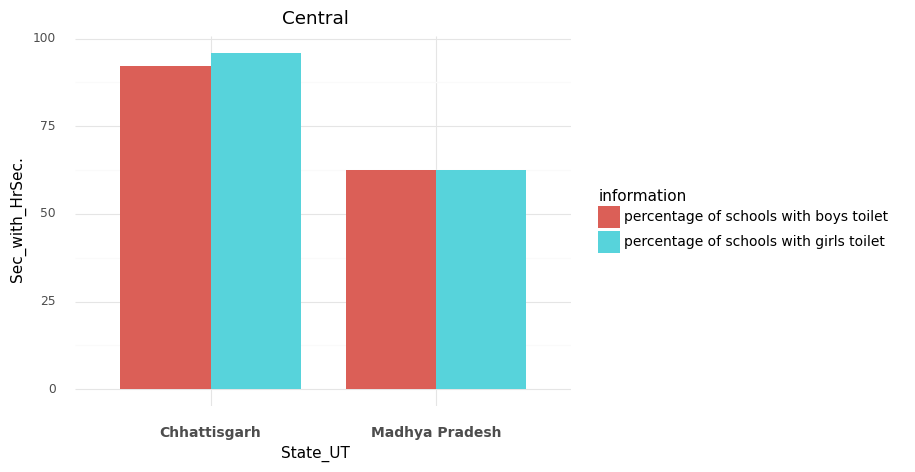 Central
100
75
50
25
0
Sec_with_HrSec.
Chhattisgarh
Madhya Pradesh
State_UT
information
percentage of schools with boys toilet
percentage of schools with girls toilet